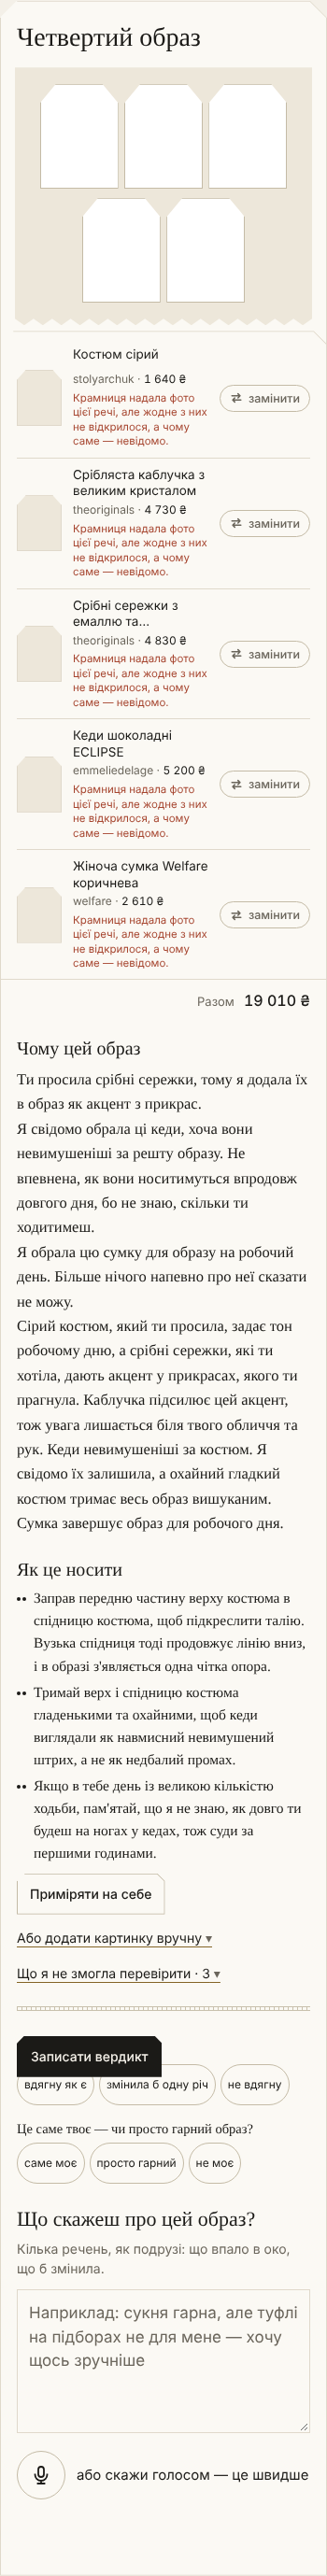 Четвертий образ
Костюм сірий
stolyarchuk · 1 640 ₴
Крамниця надала фото
цієї речі, але жодне з них
не відкрилося, а чому
саме — невідомо.
замінити
Срібляста каблучка з
великим кристалом
theoriginals · 4 730 ₴
Крамниця надала фото
цієї речі, але жодне з них
не відкрилося, а чому
саме — невідомо.
замінити
Срібні сережки з
емаллю та...
theoriginals · 4 830 ₴
Крамниця надала фото
цієї речі, але жодне з них
не відкрилося, а чому
саме — невідомо.
замінити
Кеди шоколадні
ECLIPSE
emmeliedelage · 5 200 ₴
Крамниця надала фото
цієї речі, але жодне з них
не відкрилося, а чому
саме — невідомо.
замінити
Жіноча сумка Welfare
коричнева
welfare · 2 610 ₴
Крамниця надала фото
цієї речі, але жодне з них
не відкрилося, а чому
саме — невідомо.
замінити
Разом 19 010 ₴
Чому цей образ
Ти просила срібні сережки, тому я додала їх
в образ як акцент з прикрас.
Я свідомо обрала ці кеди, хоча вони
невимушеніші за решту образу. Не
впевнена, як вони носитимуться впродовж
довгого дня, бо не знаю, скільки ти
ходитимеш.
Я обрала цю сумку для образу на робочий
день. Більше нічого напевно про неї сказати
не можу.
Сірий костюм, який ти просила, задає тон
робочому дню, а срібні сережки, які ти
хотіла, дають акцент у прикрасах, якого ти
прагнула. Каблучка підсилює цей акцент,
тож увага лишається біля твого обличчя та
рук. Кеди невимушеніші за костюм. Я
свідомо їх залишила, а охайний гладкий
костюм тримає весь образ вишуканим.
Сумка завершує образ для робочого дня.
Як це носити
•• Заправ передню частину верху костюма в
спідницю костюма, щоб підкреслити талію.
Вузька спідниця тоді продовжує лінію вниз,
і в образі з'являється одна чітка опора.
•• Тримай верх і спідницю костюма
гладенькими та охайними, щоб кеди
виглядали як навмисний невимушений
штрих, а не як недбалий промах.
•• Якщо в тебе день із великою кількістю
ходьби, пам'ятай, що я не знаю, як довго ти
будеш на ногах у кедах, тож суди за
першими годинами.
Приміряти на себе
Або додати картинку вручну ▾
Що я не змогла перевірити · 3 ▾
Записати вердикт
вдягну як є
змінила б одну річ
не вдягну
Це саме твоє — чи просто гарний образ?
саме моє
просто гарний
не моє
Що скажеш про цей образ?
Кілька речень, як подрузі: що впало в око,
що б змінила.
Наприклад: сукня гарна, але туфлі
на підборах не для мене — хочу
щось зручніше
або скажи голосом — це швидше